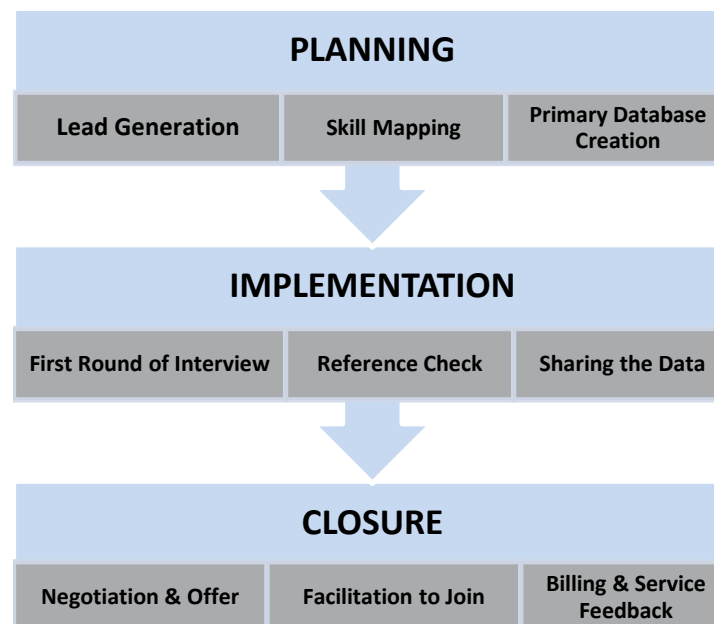 PLANNING
Lead Generation
Skill Mapping
Primary Database
Creation
IMPLEMENTATION
First Round of Interview
Reference Check
Sharing the Data
CLOSURE
Negotiation & Offer
Facilitation to Join
Billing & Service
Feedback